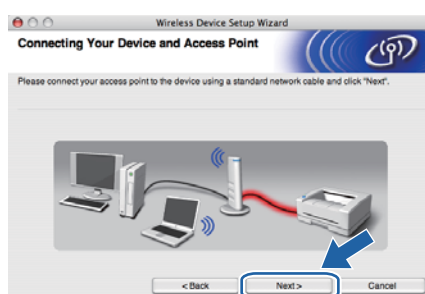 Wireless Device Setup Wizard
Connecting Your Device and Access Point
Please connect your access point to the device using a standard network cable and click "Next".
< Back Next > Cancel